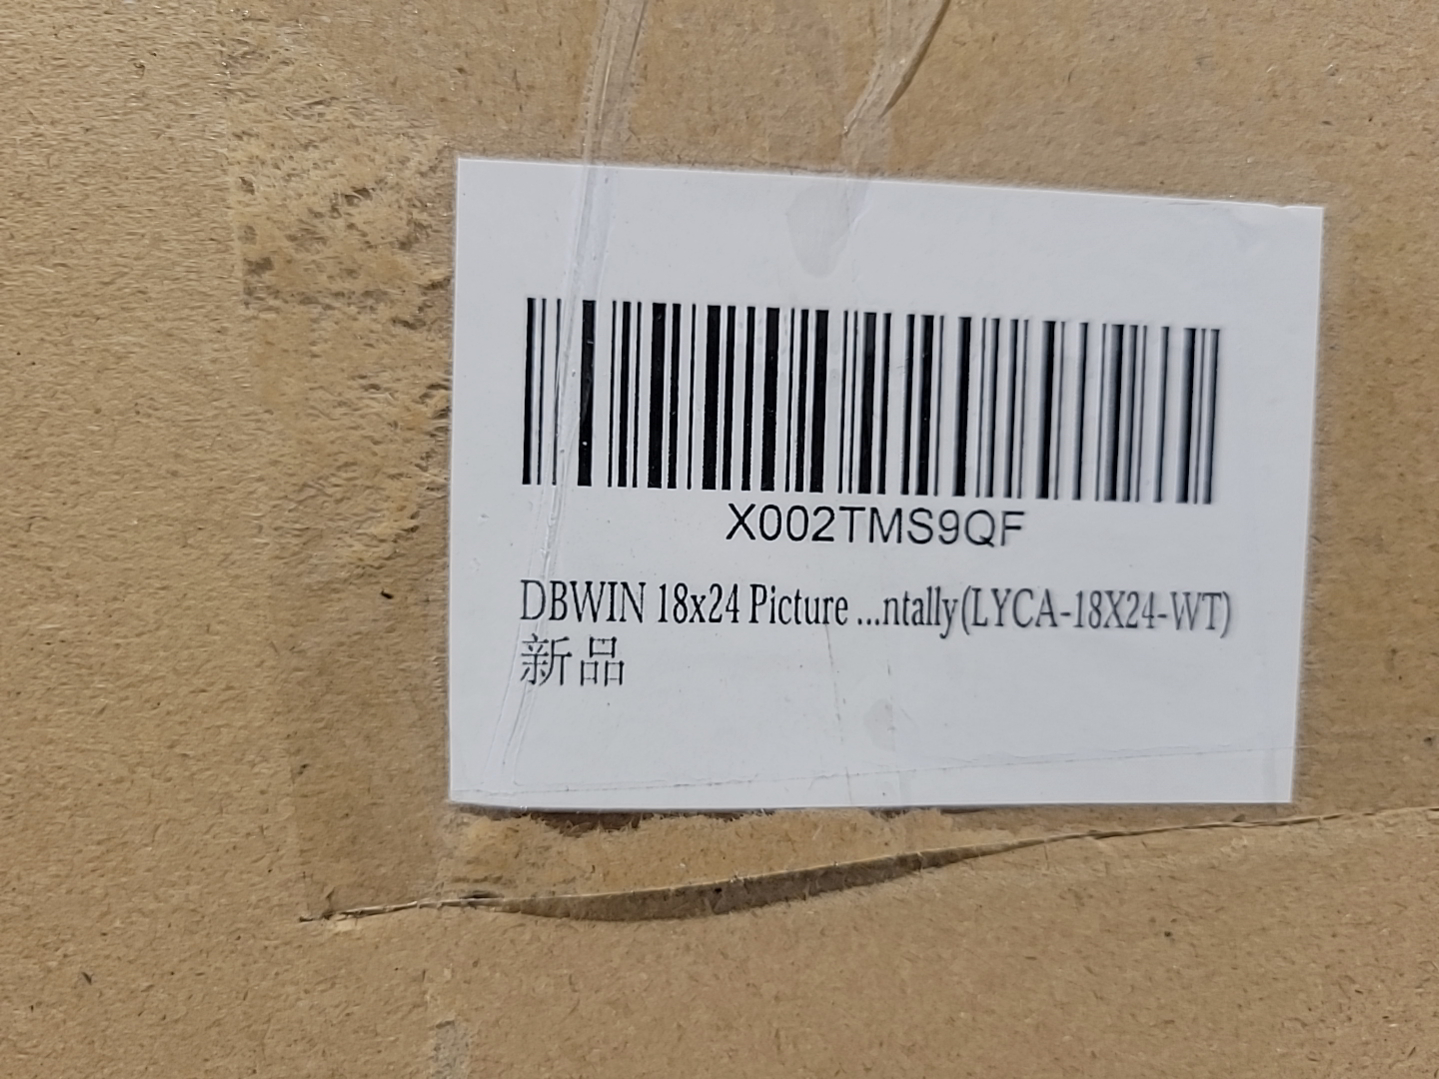 X002TMS9QF
DBWIN 18x24 Picture ...ntally(LYCA-18X24-WT)
新品